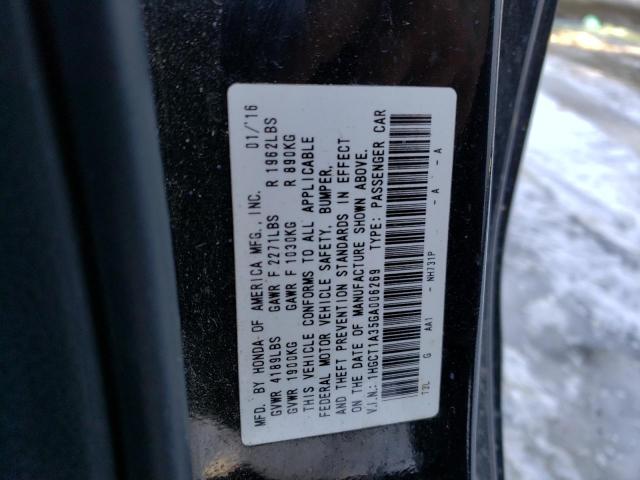 MFD. BY HONDA OF AMERICA MFG., INC. 01/'16
GVWR 4189LBS GAWR F 2271LBS R 1962LBS
GVWR 1900KG GAWR F 1030KG R 890KG
THIS VEHICLE CONFORMS TO ALL APPLICABLE
FEDERAL MOTOR VEHICLE SAFETY, BUMPER,
AND THEFT PREVENTION STANDARDS IN EFFECT
ON THE DATE OF MANUFACTURE SHOWN ABOVE.
V.I.N.: 1HGCT1A35GA006269 TYPE: PASSENGER CAR
T2L G AA1 - NH731P - A - A